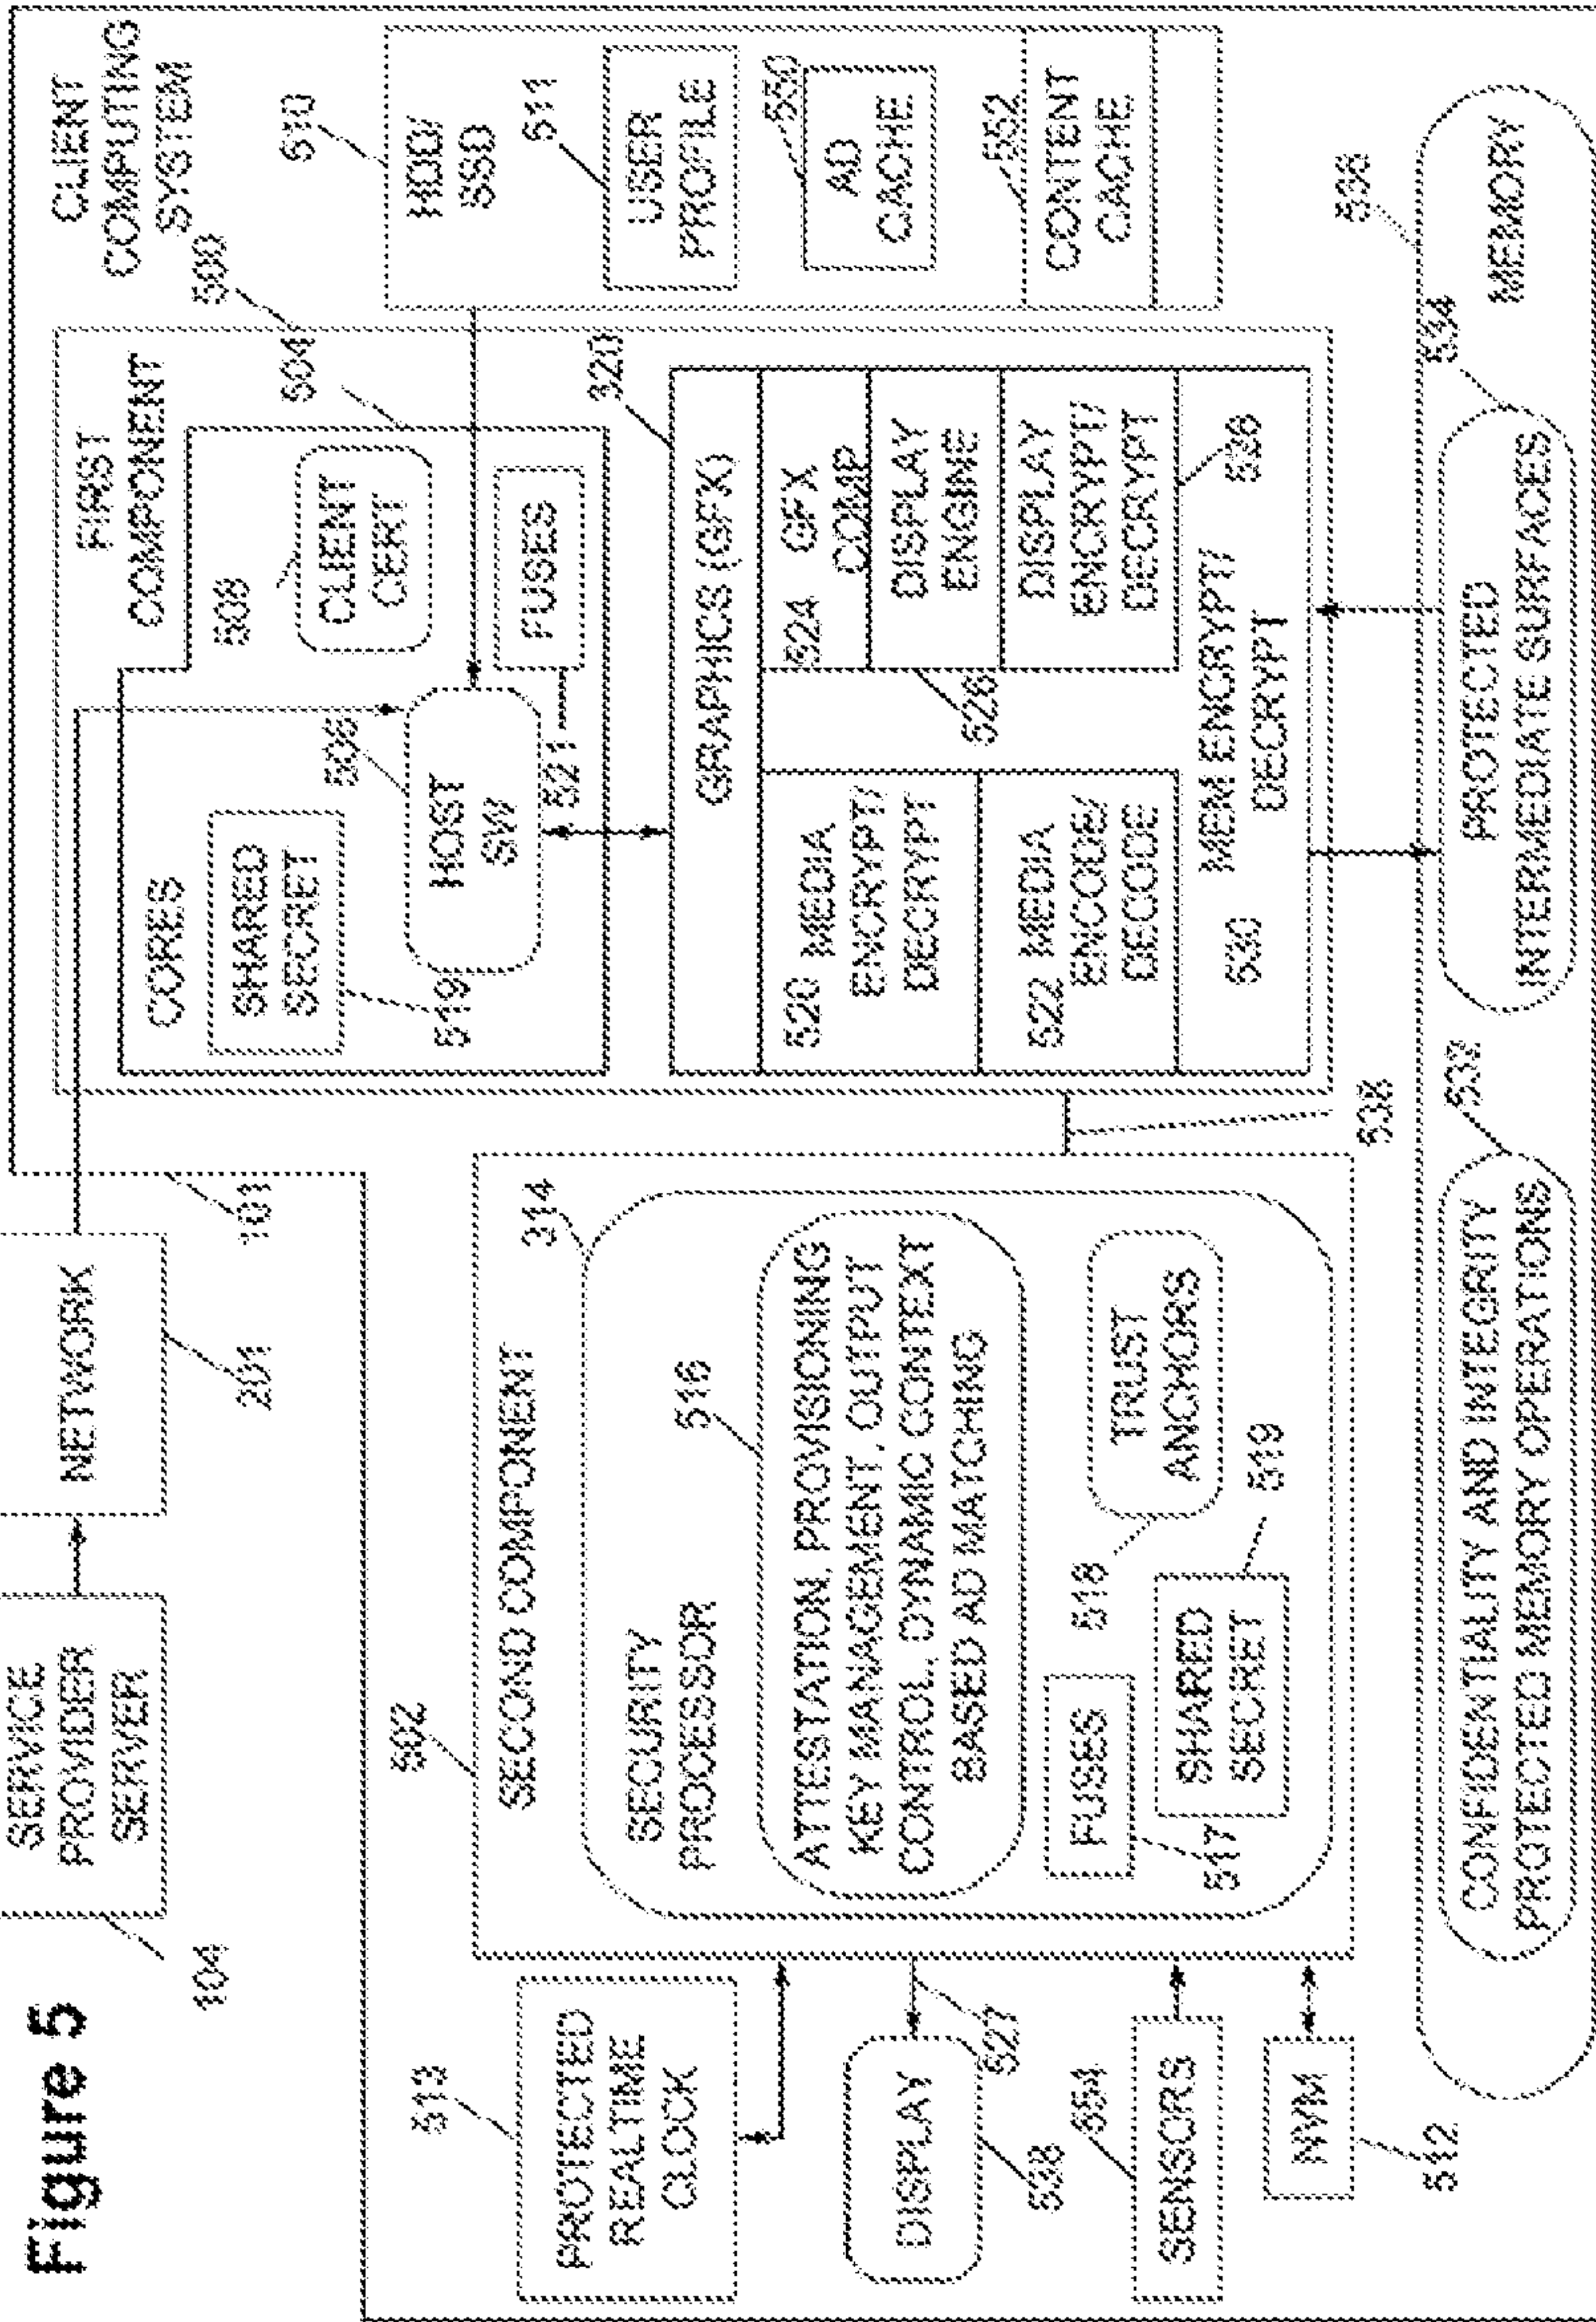 Figure 5
SERVICE
PROVIDER
SERVER
104
NETWORK
201
101
CLIENT
COMPUTING
SYSTEM
FIRST
COMPONENT
500
504
CORES
SHARED
SECRET
519
508
CLIENT
CERT
506
HOST
SW
FUSES
521
510
HDD/
SSD
511
USER
PROFILE
550
AD
CACHE
552
CONTENT
CACHE
320
GRAPHICS (GFX)
520 MEDIA
ENCRYPT/
DECRYPT
522 MEDIA
ENCODE/
DECODE
524 GFX
COMP
DISPLAY
ENGINE
526
DISPLAY
ENCRYPT/
DECRYPT
530
MEM ENCRYPT/
DECRYPT
538
502
SECOND COMPONENT
314
SECURITY
PROCESSOR
516
ATTESTATION, PROVISIONING
KEY MANAGEMENT, OUTPUT
CONTROL, DYNAMIC CONTEXT
BASED AD MATCHING
FUSES
517
518
TRUST
ANCHORS
SHARED
SECRET
519
513
PROTECTED
REALTIME
CLOCK
DISPLAY
527
554
SENSORS
NVM
512
CONFIDENTIALITY AND INTEGRITY
PROTECTED MEMORY OPERATIONS
PROTECTED
INTERMEDIATE SURFACES
534
MEMORY